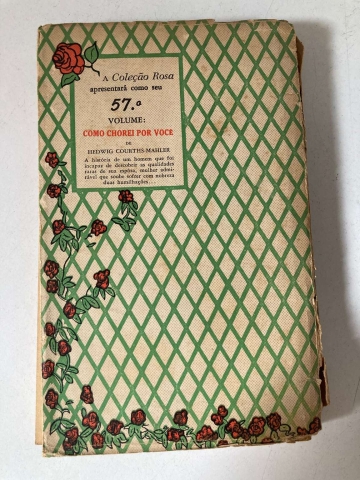 A Coleção Rosa
apresentará como seu
57.º
VOLUME:
COMO CHOREI POR VOCE
DE
HEDWIG COURTHS-MAHLER
A história de um homem que foi
incapaz de descobrir as qualidades
raras de sua espôsa, mulher admi-
rável que soube sofrer com nobreza
duas humilhações...